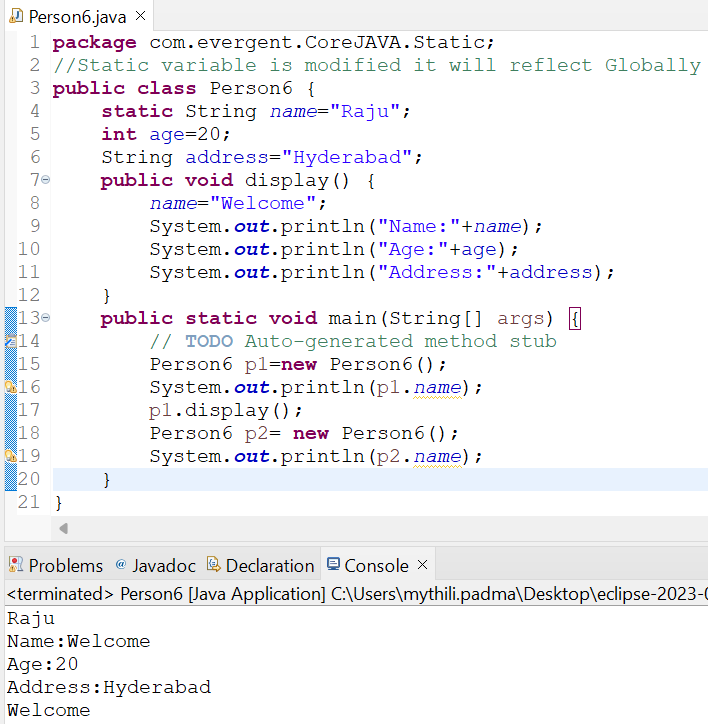 Person6.java
1 package com.evergent.CoreJAVA.Static;
2 //Static variable is modified it will reflect Globally
3 public class Person6 {
4     static String name="Raju";
5     int age=20;
6     String address="Hyderabad";
7     public void display() {
8         name="Welcome";
9         System.out.println("Name:"+name);
10         System.out.println("Age:"+age);
11         System.out.println("Address:"+address);
12     }
13     public static void main(String[] args) {
14         // TODO Auto-generated method stub
15         Person6 p1=new Person6();
16         System.out.println(p1.name);
17         p1.display();
18         Person6 p2= new Person6();
19         System.out.println(p2.name);
20     }
21 }
Problems @ Javadoc Declaration Console
<terminated> Person6 [Java Application] C:\Users\mythili.padma\Desktop\eclipse-2023-0
Raju
Name:Welcome
Age:20
Address:Hyderabad
Welcome